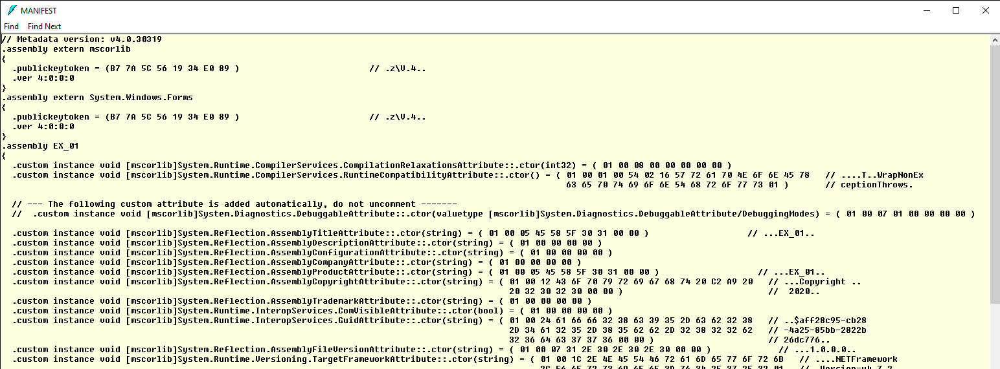 MANIFEST
Find Find Next
// Metadata version: v4.0.30319
.assembly extern mscorlib
{
  .publickeytoken = (B7 7A 5C 56 19 34 E0 89 )                         // .z\V.4..
  .ver 4:0:0:0
}
.assembly extern System.Windows.Forms
{
  .publickeytoken = (B7 7A 5C 56 19 34 E0 89 )                         // .z\V.4..
  .ver 4:0:0:0
}
.assembly EX_01
{
  .custom instance void [mscorlib]System.Runtime.CompilerServices.CompilationRelaxationsAttribute::.ctor(int32) = ( 01 00 08 00 00 00 00 00 )
  .custom instance void [mscorlib]System.Runtime.CompilerServices.RuntimeCompatibilityAttribute::.ctor() = ( 01 00 01 00 54 02 16 57 72 61 70 4E 6F 6E 45 78   // ....T..WrapNonEx
63 65 70 74 69 6F 6E 54 68 72 6F 77 73 01 )       // ceptionThrows.
  // --- The following custom attribute is added automatically, do not uncomment -------
  //  .custom instance void [mscorlib]System.Diagnostics.DebuggableAttribute::.ctor(valuetype [mscorlib]System.Diagnostics.DebuggableAttribute/DebuggingModes) = ( 01 00 07 01 00 00 00 00 )
  .custom instance void [mscorlib]System.Reflection.AssemblyTitleAttribute::.ctor(string) = ( 01 00 05 45 58 5F 30 31 00 00 )                   // ...EX_01..
  .custom instance void [mscorlib]System.Reflection.AssemblyDescriptionAttribute::.ctor(string) = ( 01 00 00 00 00 )
  .custom instance void [mscorlib]System.Reflection.AssemblyConfigurationAttribute::.ctor(string) = ( 01 00 00 00 00 )
  .custom instance void [mscorlib]System.Reflection.AssemblyCompanyAttribute::.ctor(string) = ( 01 00 00 00 00 )
  .custom instance void [mscorlib]System.Reflection.AssemblyProductAttribute::.ctor(string) = ( 01 00 05 45 58 5F 30 31 00 00 )                   // ...EX_01..
  .custom instance void [mscorlib]System.Reflection.AssemblyCopyrightAttribute::.ctor(string) = ( 01 00 12 43 6F 70 79 72 69 67 68 74 20 C2 A9 20   // ...Copyright ..
20 32 30 32 30 00 00 )                            //  2020..
  .custom instance void [mscorlib]System.Reflection.AssemblyTrademarkAttribute::.ctor(string) = ( 01 00 00 00 00 )
  .custom instance void [mscorlib]System.Runtime.InteropServices.ComVisibleAttribute::.ctor(bool) = ( 01 00 00 00 00 )
  .custom instance void [mscorlib]System.Runtime.InteropServices.GuidAttribute::.ctor(string) = ( 01 00 24 61 66 66 32 38 63 39 35 2D 63 62 32 38   // ..$aff28c95-cb28
2D 34 61 32 35 2D 38 35 62 62 2D 32 38 32 32 62   // -4a25-85bb-2822b
32 36 64 63 37 37 36 00 00 )                      // 26dc776..
  .custom instance void [mscorlib]System.Reflection.AssemblyFileVersionAttribute::.ctor(string) = ( 01 00 07 31 2E 30 2E 30 2E 30 00 00 )             // ...1.0.0.0..
  .custom instance void [mscorlib]System.Runtime.Versioning.TargetFrameworkAttribute::.ctor(string) = ( 01 00 1C 2E 4E 45 54 46 72 61 6D 65 77 6F 72 6B   // ....NETFramework